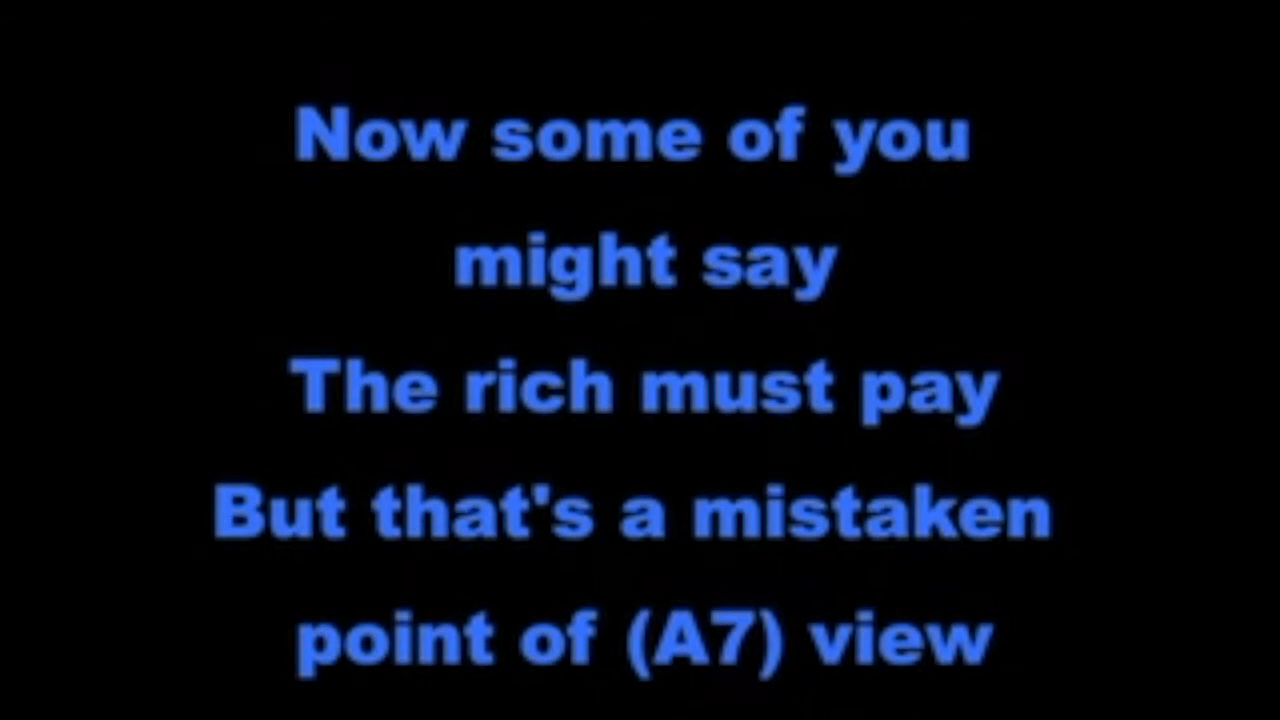 Now some of you
might say
The rich must pay
But that's a mistaken
point of (A7) view